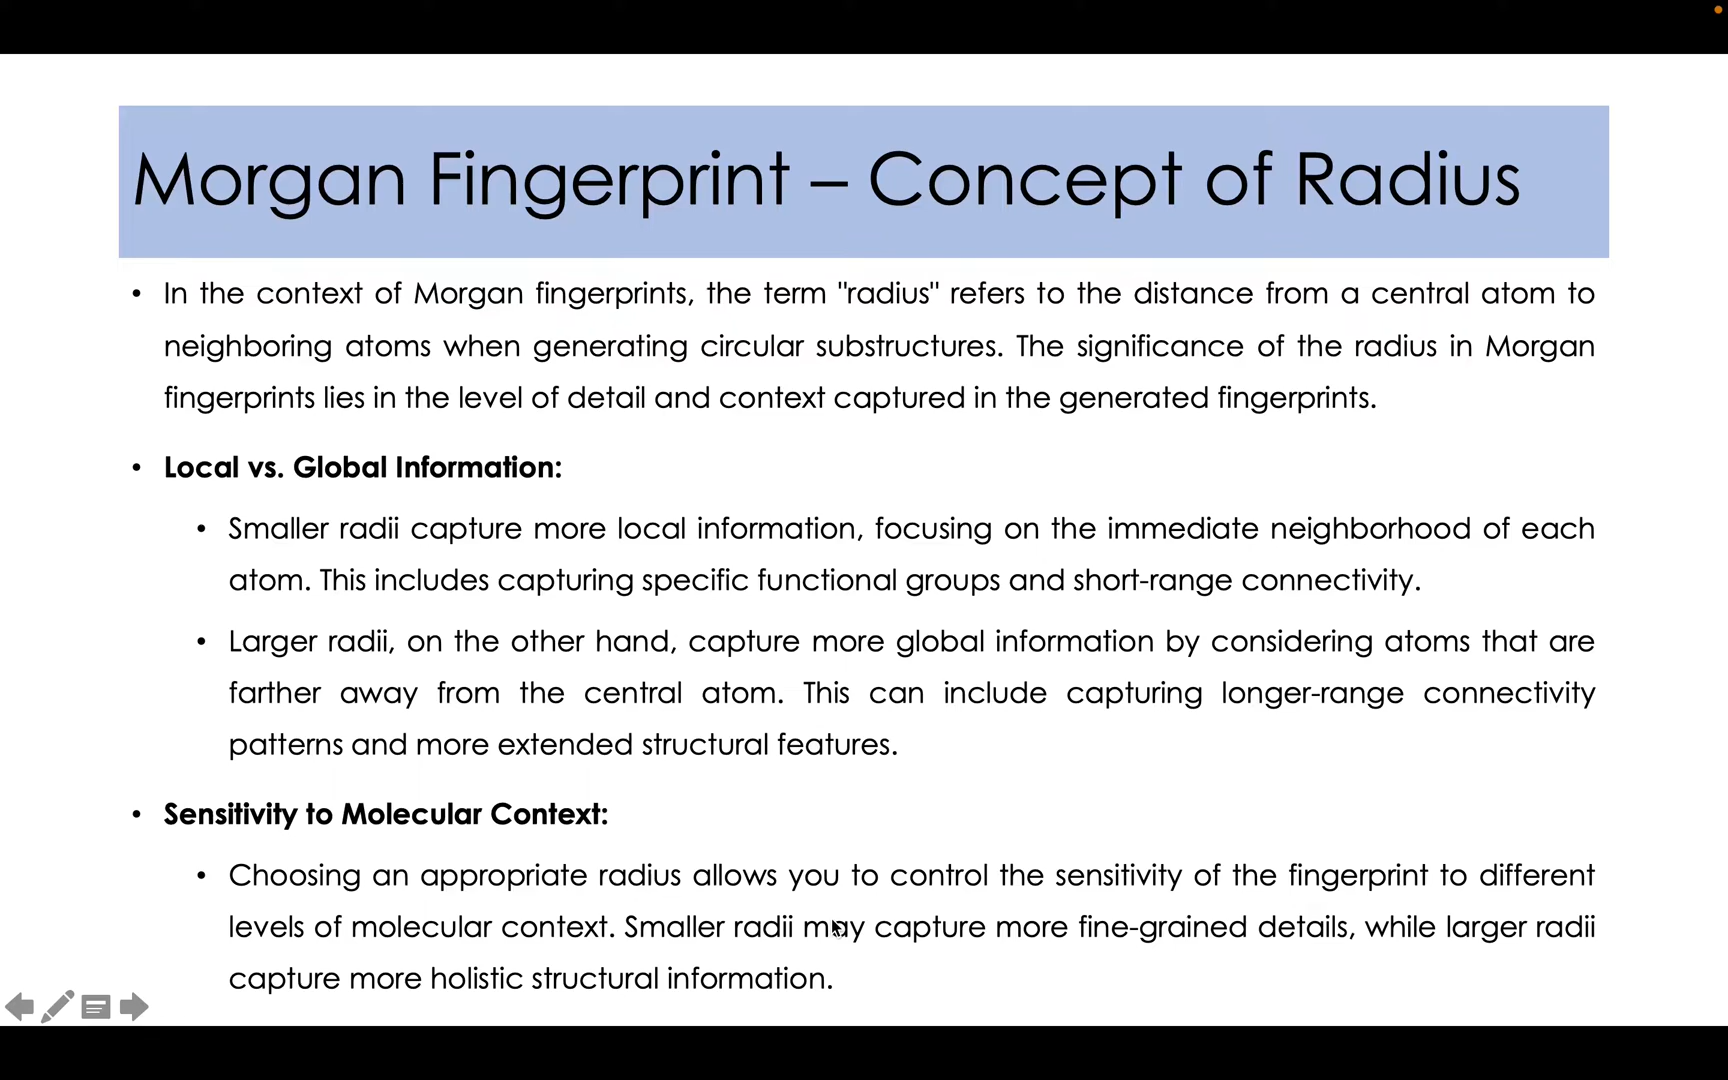 Morgan Fingerprint – Concept of Radius
• In the context of Morgan fingerprints, the term "radius" refers to the distance from a central atom to
neighboring atoms when generating circular substructures. The significance of the radius in Morgan
fingerprints lies in the level of detail and context captured in the generated fingerprints.
• Local vs. Global Information:
• Smaller radii capture more local information, focusing on the immediate neighborhood of each
atom. This includes capturing specific functional groups and short-range connectivity.
• Larger radii, on the other hand, capture more global information by considering atoms that are
farther away from the central atom. This can include capturing longer-range connectivity
patterns and more extended structural features.
• Sensitivity to Molecular Context:
• Choosing an appropriate radius allows you to control the sensitivity of the fingerprint to different
levels of molecular context. Smaller radii may capture more fine-grained details, while larger radii
capture more holistic structural information.